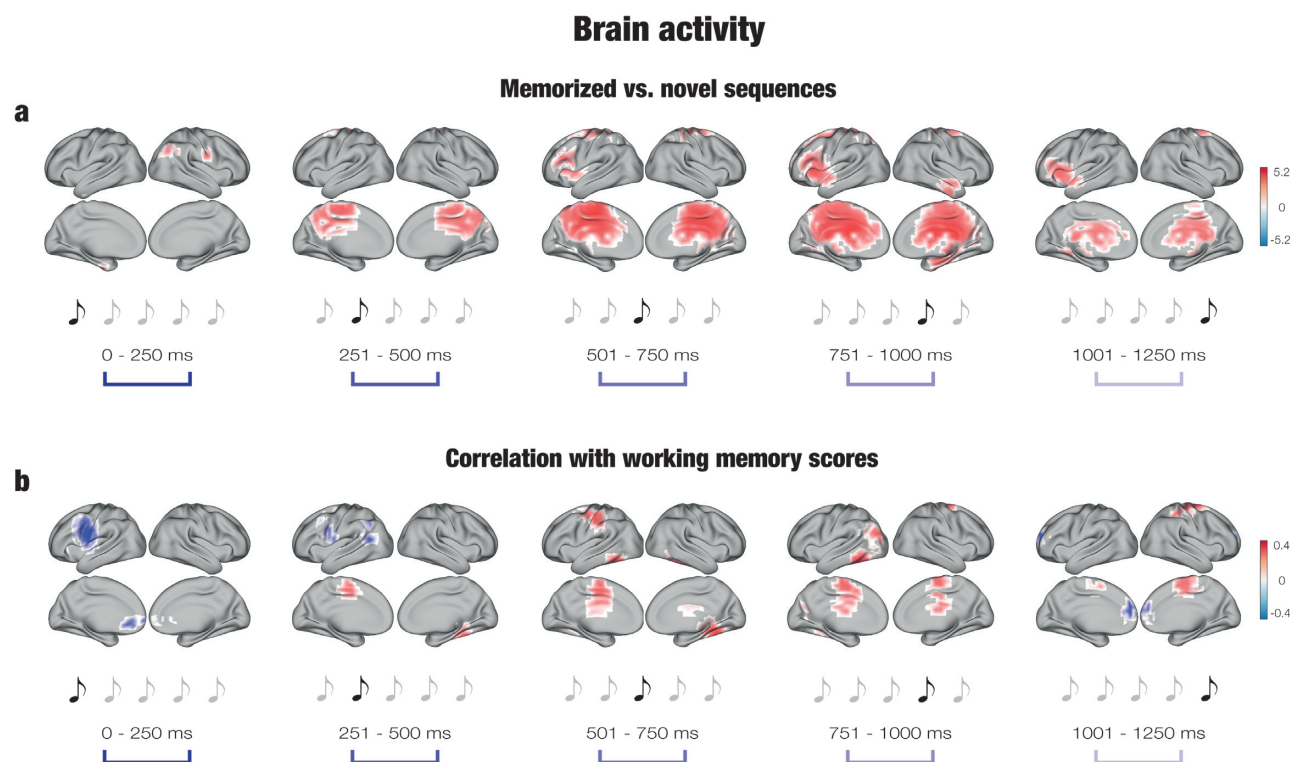 Brain activity
Memorized vs. novel sequences
a
5.2
0
-5.2
0 - 250 ms
251 - 500 ms
501 - 750 ms
751 - 1000 ms
1001 - 1250 ms
Correlation with working memory scores
b
0.4
0
-0.4
0 - 250 ms
251 - 500 ms
501 - 750 ms
751 - 1000 ms
1001 - 1250 ms